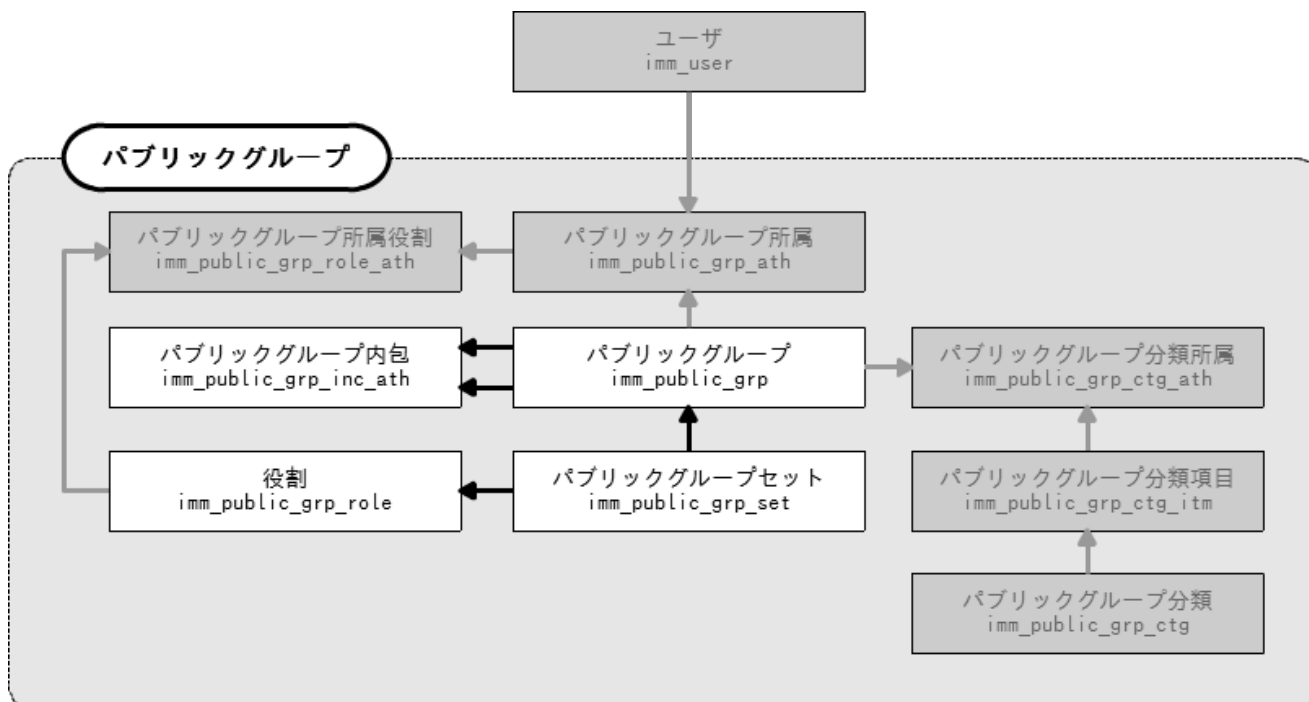 ユーザ
imm_user
パブリックグループ
パブリックグループ所属役割
imm_public_grp_role_ath
パブリックグループ所属
imm_public_grp_ath
パブリックグループ内包
imm_public_grp_inc_ath
パブリックグループ
imm_public_grp
パブリックグループ分類所属
imm_public_grp_ctg_ath
役割
imm_public_grp_role
パブリックグループセット
imm_public_grp_set
パブリックグループ分類項目
imm_public_grp_ctg_itm
パブリックグループ分類
imm_public_grp_ctg